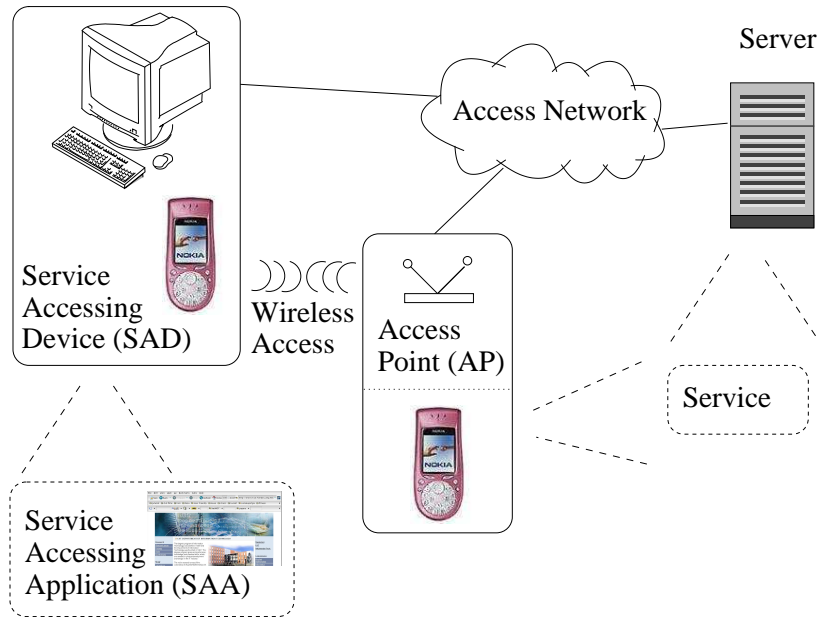 Server
Access Network
NOKIA
Service
Accessing
Device (SAD)
Wireless
Access
Access
Point (AP)
NOKIA
Service
Service
Accessing
Application (SAA)